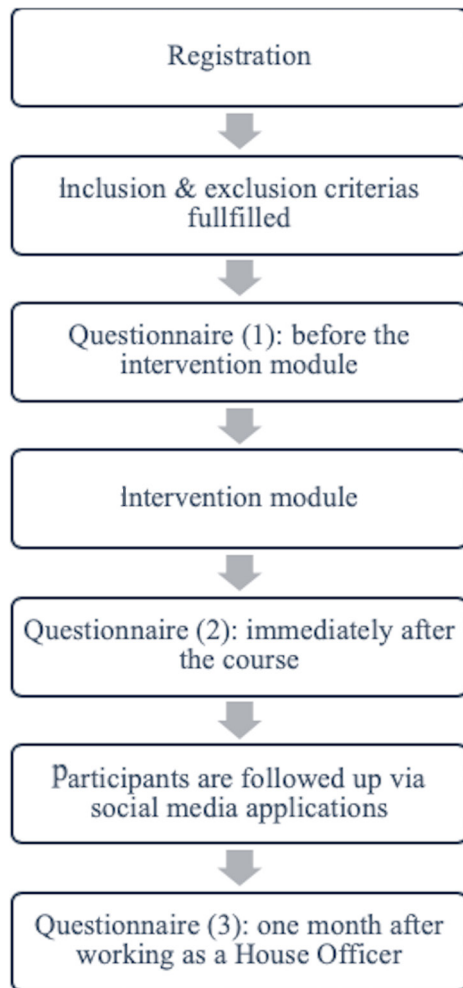 Registration
Inclusion & exclusion criterias
fullfilled
Questionnaire (1): before the
intervention module
Intervention module
Questionnaire (2): immediately after
the course
Participants are followed up via
social media applications
Questionnaire (3): one month after
working as a House Officer